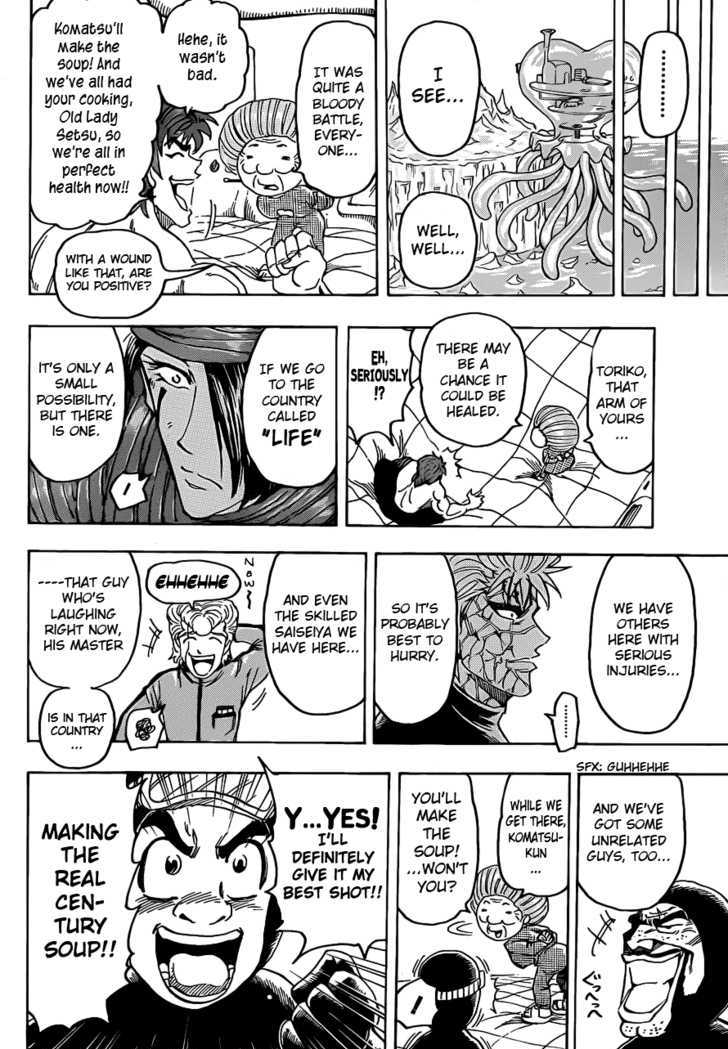 .........
I
SEE...
WELL,
WELL...
IT WAS
QUITE A
BLOODY
BATTLE,
EVERY-
ONE...
Hehe, it
wasn't
bad.
Komatsu'll
make the
soup! And
we've all had
your cooking,
Old Lady
Setsu, so
we're all in
perfect
health now!!
WITH A WOUND
LIKE THAT, ARE
YOU POSITIVE?
TORIKO,
THAT
ARM OF
YOURS
...
THERE MAY
BE A
CHANCE IT
COULD BE
HEALED.
EH,
SERIOUSLY
!?
IF WE GO
TO THE
COUNTRY
CALLED
"LIFE"
IT'S ONLY A
SMALL
POSSIBILITY,
BUT THERE
IS ONE.
WE HAVE
OTHERS
HERE WITH
SERIOUS
INJURIES...
SO IT'S
PROBABLY
BEST TO
HURRY.
.........
AND EVEN
THE SKILLED
SAISEIYA WE
HAVE HERE...
NOW~
EHHEHHE
----THAT GUY
WHO'S
LAUGHING
RIGHT NOW,
HIS MASTER
IS IN THAT
COUNTRY
...
SFX: GUHHEHHE
AND WE'VE
GOT SOME
UNRELATED
GUYS, TOO...
ぐっへっへ
WHILE WE
GET THERE,
KOMATSU-
KUN
...
YOU'LL
MAKE
THE
SOUP!
...WON'T
YOU?
Y...YES!
I'LL
DEFINITELY
GIVE IT MY
BEST SHOT!!
MAKING
THE
REAL
CEN-
TURY
SOUP!!